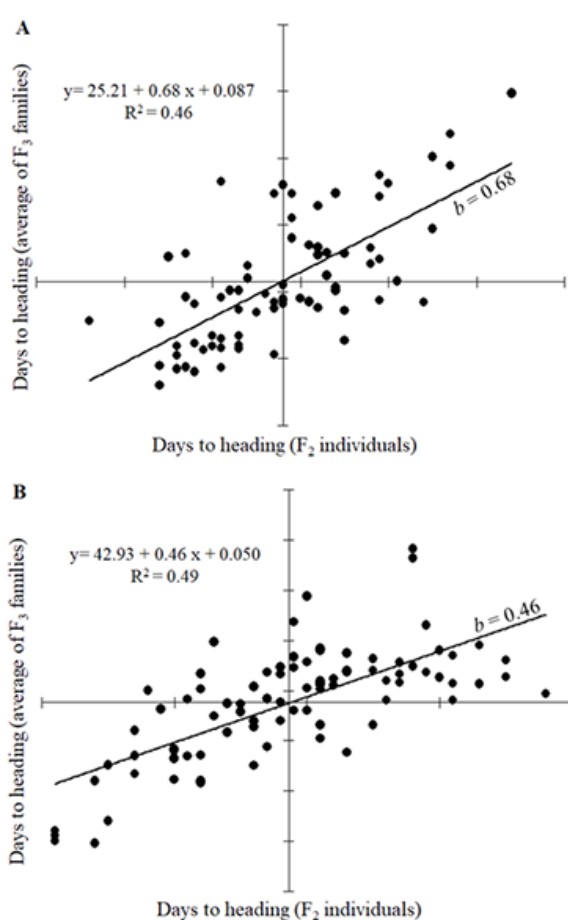 A
y= 25.21 + 0.68 x + 0.087
R² = 0.46
b = 0.68
Days to heading (average of F₃ families)
Days to heading (F₂ individuals)
B
y= 42.93 + 0.46 x + 0.050
R² = 0.49
b = 0.46
Days to heading (average of F₃ families)
Days to heading (F₂ individuals)